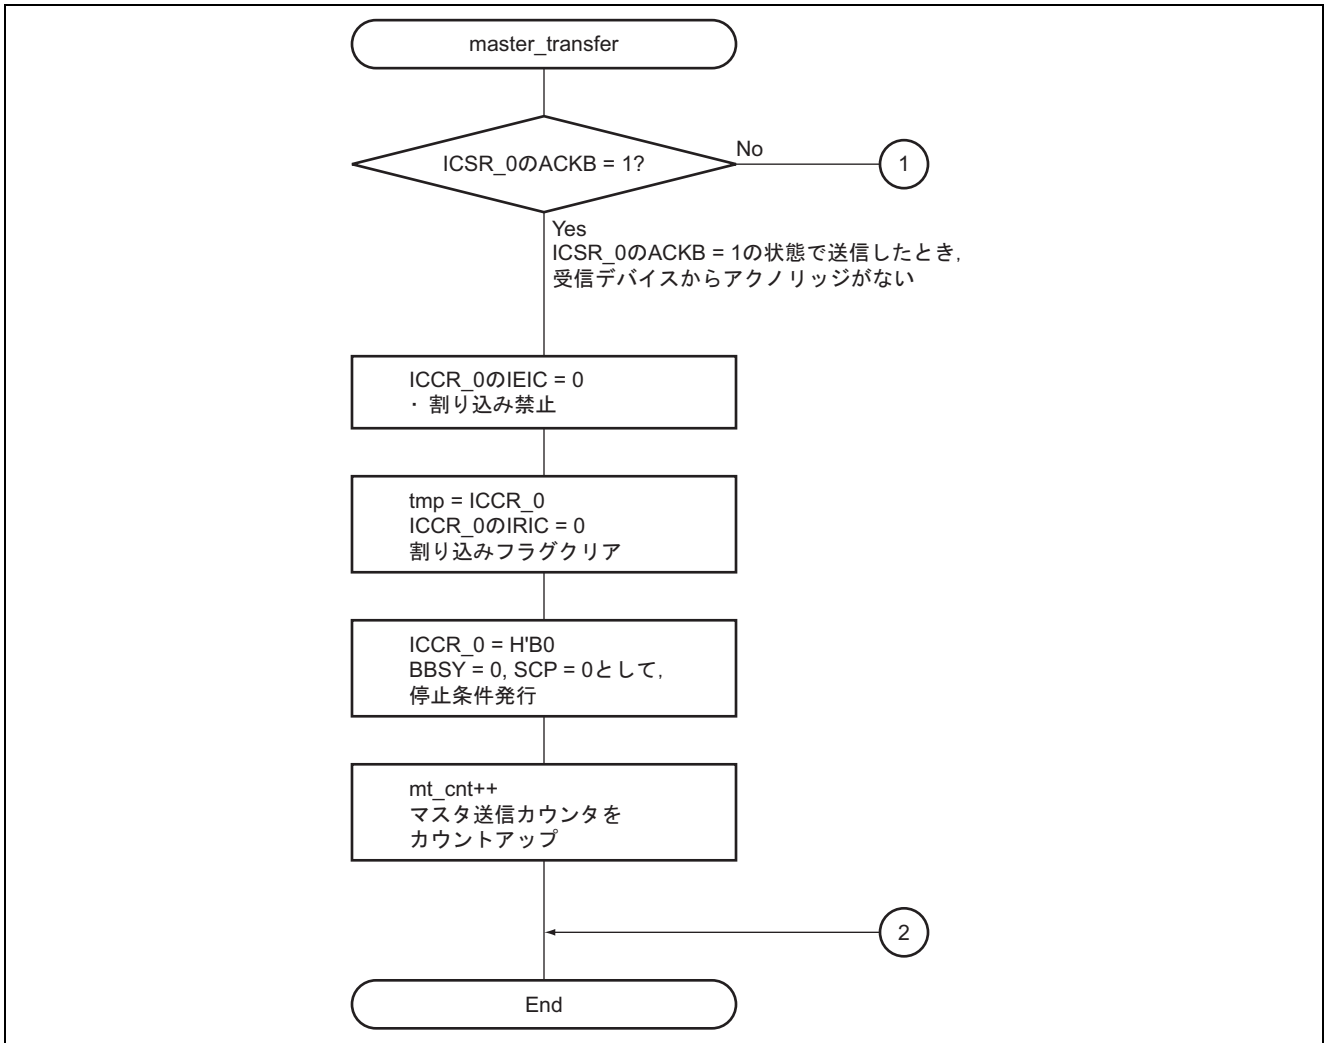 master_transfer
ICSR_0のACKB = 1?
No
1
Yes
ICSR_0のACKB = 1の状態で送信したとき,
受信デバイスからアクノリッジがない
ICCR_0のIEIC = 0
・割り込み禁止
tmp = ICCR_0
ICCR_0のIRIC = 0
割り込みフラグクリア
ICCR_0 = H'B0
BBSY = 0, SCP = 0として,
停止条件発行
mt_cnt++
マスタ送信カウンタを
カウントアップ
2
End